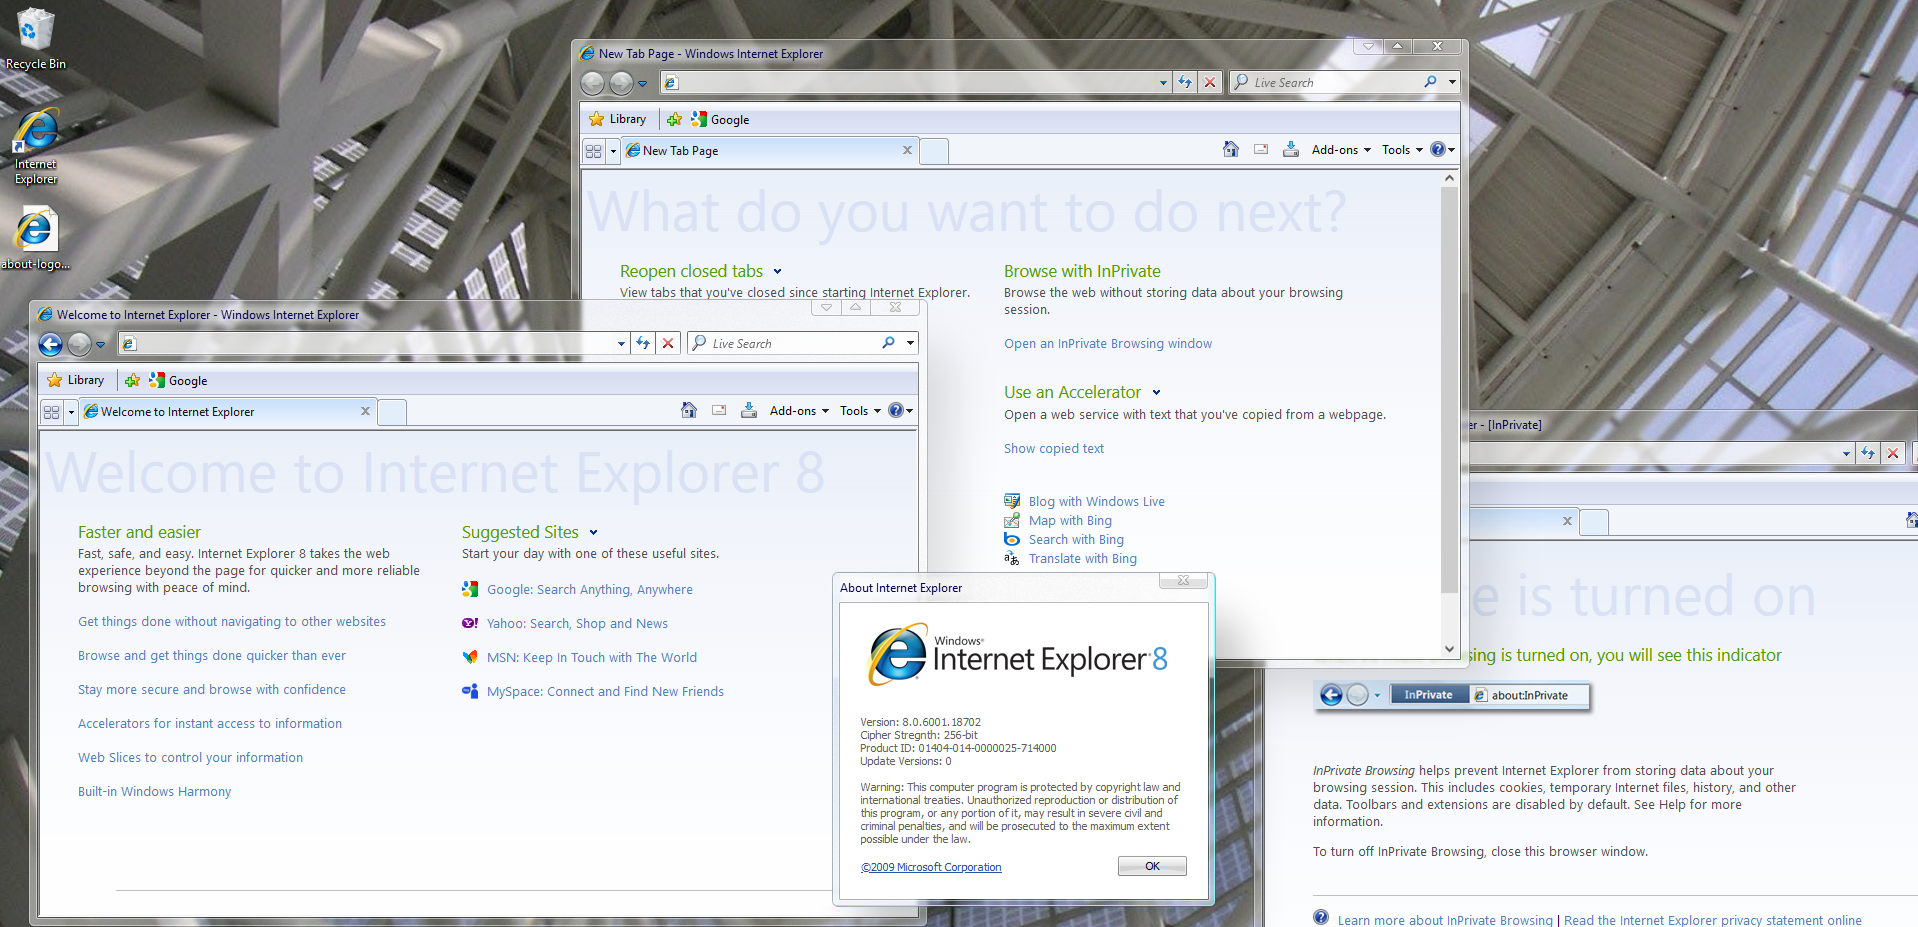 Recycle Bin
Internet
Explorer
about-logo...
New Tab Page - Windows Internet Explorer
Live Search
Library
Google
New Tab Page
Add-ons
Tools
What do you want to do next?
Reopen closed tabs
View tabs that you've closed since starting Internet Explorer.
Browse with InPrivate
Browse the web without storing data about your browsing
session.
Open an InPrivate Browsing window
Use an Accelerator
Open a web service with text that you've copied from a webpage.
Show copied text
Blog with Windows Live
Map with Bing
Search with Bing
Translate with Bing
Welcome to Internet Explorer - Windows Internet Explorer
Live Search
Library
Google
Welcome to Internet Explorer
Add-ons
Tools
Welcome to Internet Explorer 8
Faster and easier
Fast, safe, and easy. Internet Explorer 8 takes the web
experience beyond the page for quicker and more reliable
browsing with peace of mind.
Get things done without navigating to other websites
Browse and get things done quicker than ever
Stay more secure and browse with confidence
Accelerators for instant access to information
Web Slices to control your information
Built-in Windows Harmony
Suggested Sites
Start your day with one of these useful sites.
Google: Search Anything, Anywhere
Yahoo: Search, Shop and News
MSN: Keep In Touch with The World
MySpace: Connect and Find New Friends
About Internet Explorer
Windows®
Internet Explorer 8
Version: 8.0.6001.18702
Cipher Stregnth: 256-bit
Product ID: 01404-014-0000025-714000
Update Versions: 0
Warning: This computer program is protected by copyright law and
international treaties. Unauthorized reproduction or distribution of
this program, or any portion of it, may result in severe civil and
criminal penalties, and will be prosecuted to the maximum extent
possible under the law.
©2009 Microsoft Corporation
OK
er - [InPrivate]
e is turned on
sing is turned on, you will see this indicator
InPrivate
about:InPrivate
InPrivate Browsing helps prevent Internet Explorer from storing data about your
browsing session. This includes cookies, temporary Internet files, history, and other
data. Toolbars and extensions are disabled by default. See Help for more
information.
To turn off InPrivate Browsing, close this browser window.
Learn more about InPrivate Browsing | Read the Internet Explorer privacy statement online